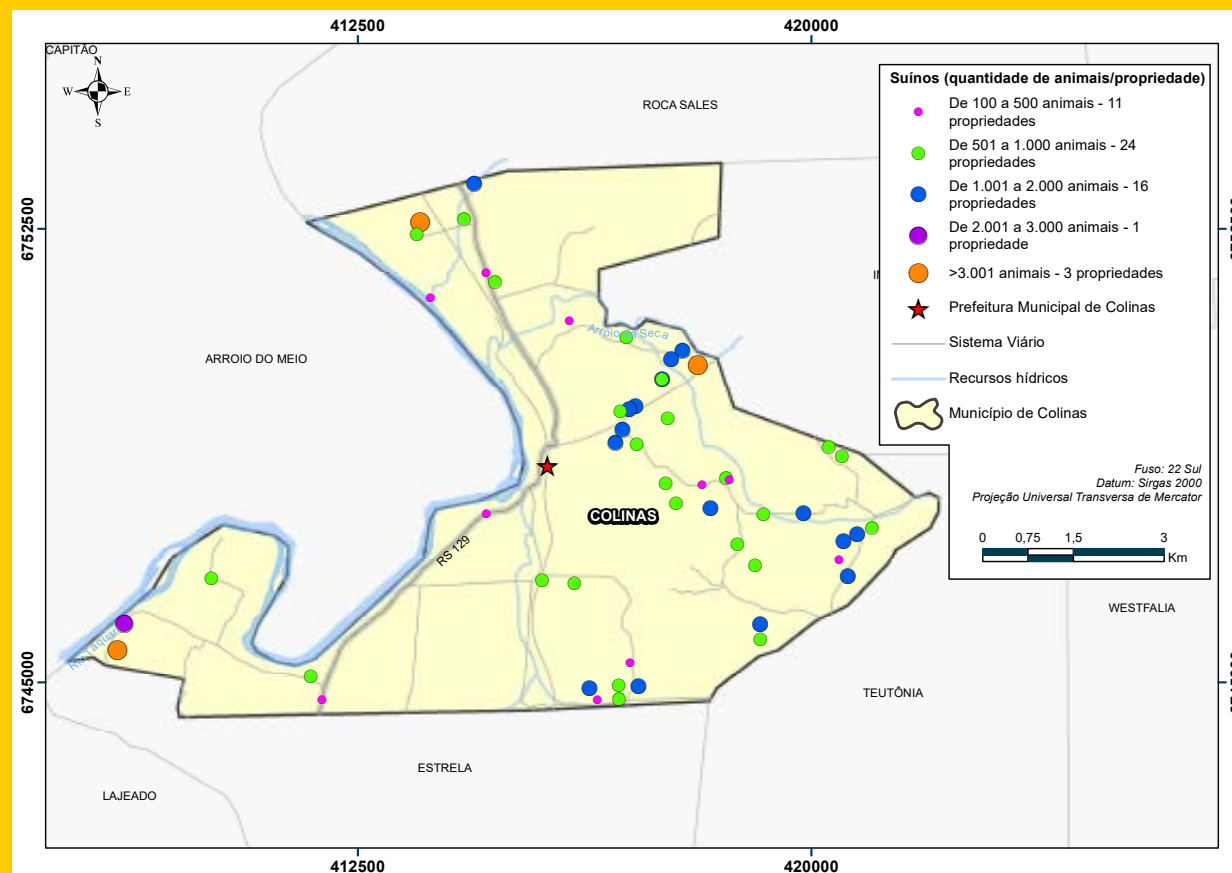 412500
420000
CAPITÃO
N
W E
S
ROCA SALES
Suínos (quantidade de animais/propriedade)
De 100 a 500 animais - 11
propriedades
De 501 a 1.000 animais - 24
propriedades
De 1.001 a 2.000 animais - 16
propriedades
De 2.001 a 3.000 animais - 1
propriedade
>3.001 animais - 3 propriedades
Prefeitura Municipal de Colinas
Sistema Viário
Recursos hídricos
Município de Colinas
Fuso: 22 Sul
Datum: Sirgas 2000
Projeção Universal Transversa de Mercator
0 0,75 1,5 3
Km
6752500
ARROIO DO MEIO
COLINAS
RS 129
WESTFALIA
6745000
TEUTÔNIA
ESTRELA
LAJEADO
412500
420000